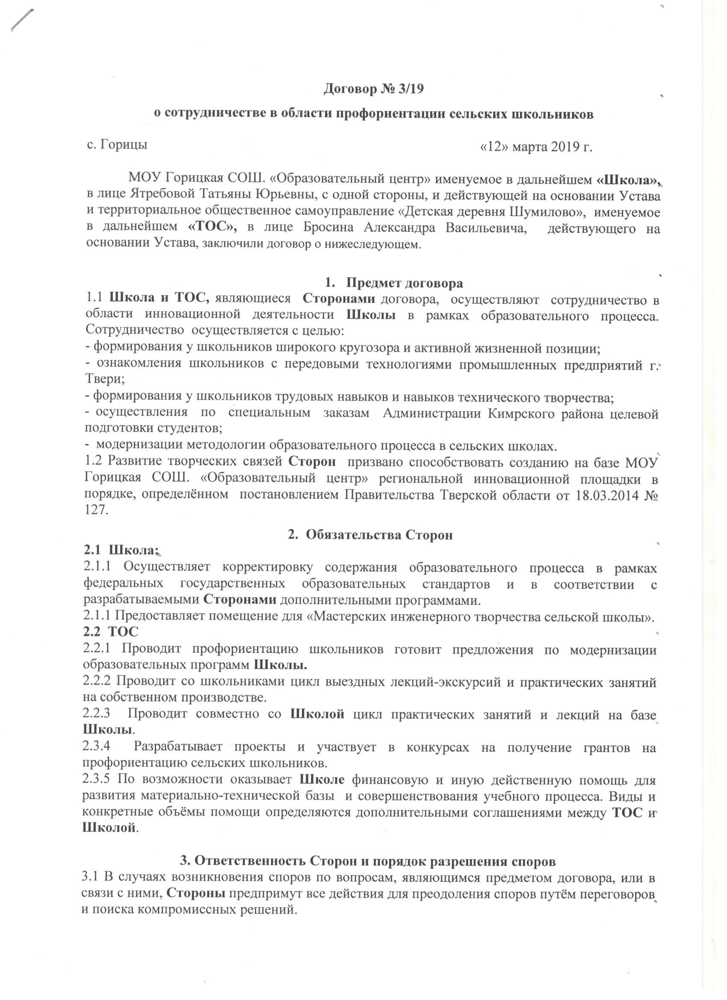 Договор № 3/19
о сотрудничестве в области профориентации сельских школьников
с. Горицы «12» марта 2019 г.
МОУ Горицкая СОШ. «Образовательный центр» именуемое в дальнейшем «Школа»,
в лице Ятребовой Татьяны Юрьевны, с одной стороны, и действующей на основании Устава
и территориальное общественное самоуправление «Детская деревня Шумилово», именуемое
в дальнейшем «ТОС», в лице Бросина Александра Васильевича, действующего на
основании Устава, заключили договор о нижеследующем.
1. Предмет договора
1.1 Школа и ТОС, являющиеся Сторонами договора, осуществляют сотрудничество в
области инновационной деятельности Школы в рамках образовательного процесса.
Сотрудничество осуществляется с целью:
- формирования у школьников широкого кругозора и активной жизненной позиции;
- ознакомления школьников с передовыми технологиями промышленных предприятий г.
Твери;
- формирования у школьников трудовых навыков и навыков технического творчества;
- осуществления по специальным заказам Администрации Кимрского района целевой
подготовки студентов;
- модернизации методологии образовательного процесса в сельских школах.
1.2 Развитие творческих связей Сторон призвано способствовать созданию на базе МОУ
Горицкая СОШ. «Образовательный центр» региональной инновационной площадки в
порядке, определённом постановлением Правительства Тверской области от 18.03.2014 №
127.
2. Обязательства Сторон
2.1 Школа:
2.1.1 Осуществляет корректировку содержания образовательного процесса в рамках
федеральных государственных образовательных стандартов и в соответствии с
разрабатываемыми Сторонами дополнительными программами.
2.1.1 Предоставляет помещение для «Мастерских инженерного творчества сельской школы».
2.2 ТОС
2.2.1 Проводит профориентацию школьников готовит предложения по модернизации
образовательных программ Школы.
2.2.2 Проводит со школьниками цикл выездных лекций-экскурсий и практических занятий
на собственном производстве.
2.2.3 Проводит совместно со Школой цикл практических занятий и лекций на базе
Школы.
2.3.4 Разрабатывает проекты и участвует в конкурсах на получение грантов на
профориентацию сельских школьников.
2.3.5 По возможности оказывает Школе финансовую и иную действенную помощь для
развития материально-технической базы и совершенствования учебного процесса. Виды и
конкретные объёмы помощи определяются дополнительными соглашениями между ТОС и
Школой.
3. Ответственность Сторон и порядок разрешения споров
3.1 В случаях возникновения споров по вопросам, являющимся предметом договора, или в
связи с ними, Стороны предпримут все действия для преодоления споров путём переговоров
и поиска компромиссных решений.